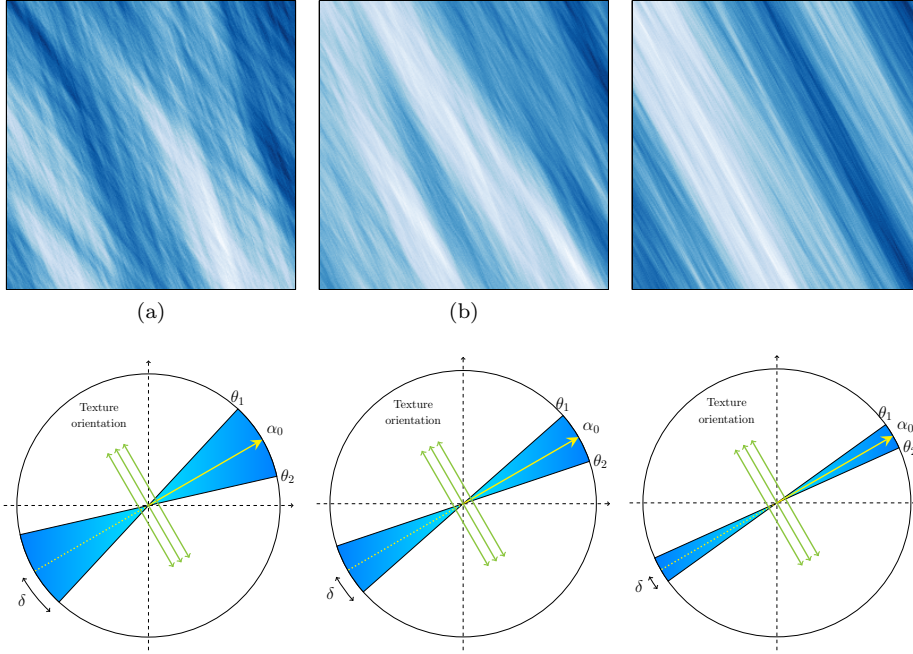 (a)
(b)
Texture
orientation
θ₁
α₀
θ₂
δ
Texture
orientation
θ₁
α₀
θ₂
δ
Texture
orientation
θ₁
α₀
θ₂
δ